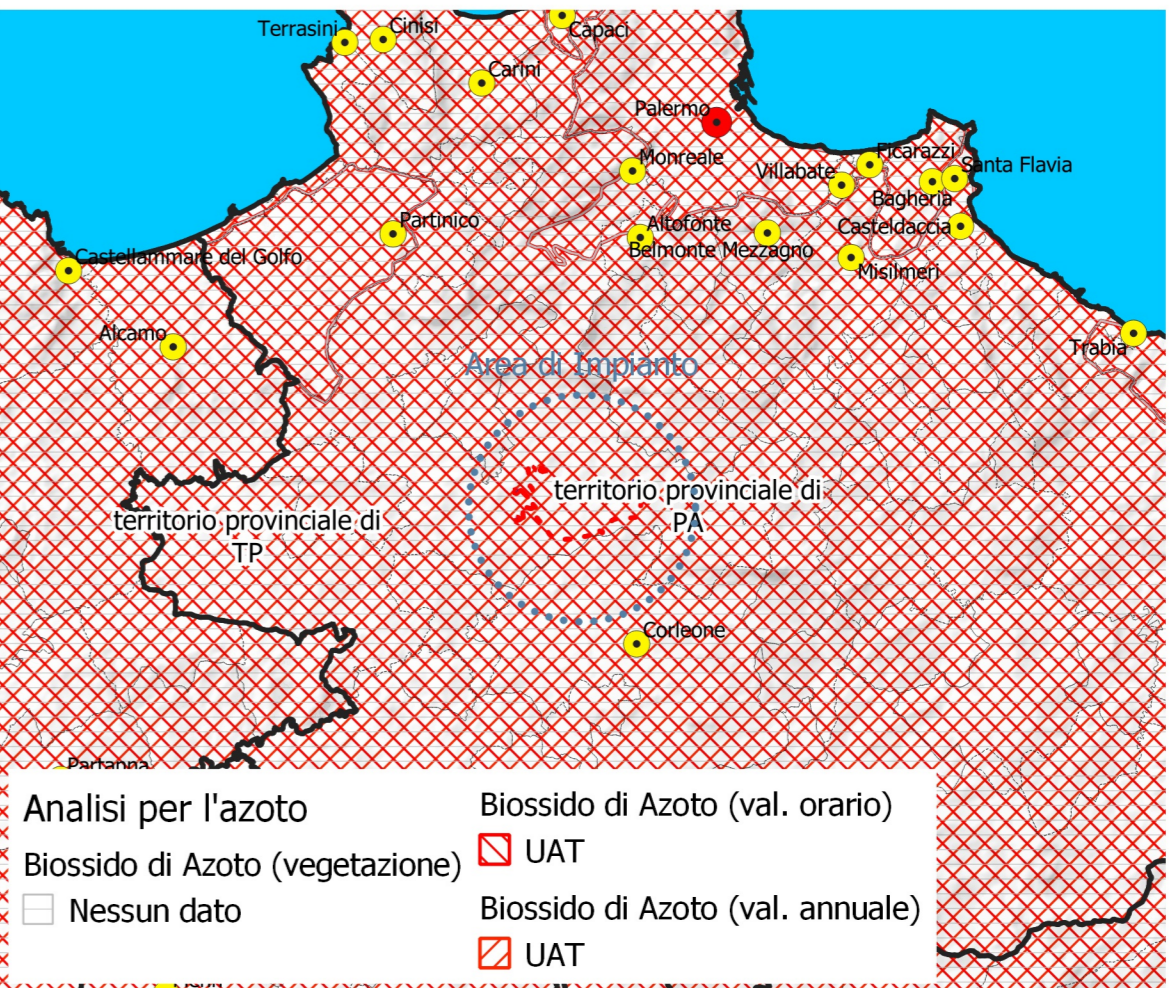 Terrasini
Cinisi
Capaci
Carini
Palermo
Monreale
Villabate
Ficarazzi
Santa Flavia
Bagheria
Partinico
Altofonte
Casteldaccia
Belmonte Mezzagno
Castellammare del Golfo
Misilmeri
Alcamo
Trabia
Area di Impianto
territorio provinciale di
PA
territorio provinciale di
TP
Corleone
Partanna
Analisi per l'azoto
Biossido di Azoto (vegetazione)
Nessun dato
Biossido di Azoto (val. orario)
UAT
Biossido di Azoto (val. annuale)
UAT